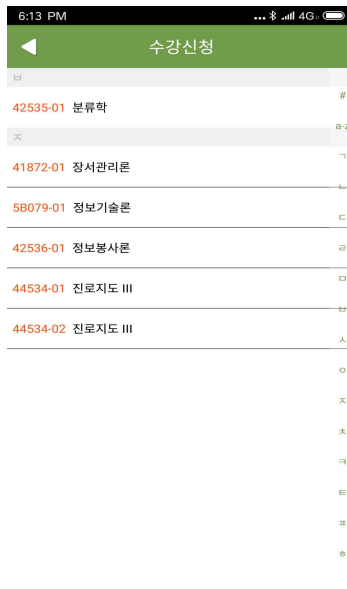 6:13 PM ... 4G
수강신청
ㅂ
42535-01 분류학
ㅈ
41872-01 장서관리론
5B079-01 정보기술론
42536-01 정보봉사론
44534-01 진로지도 III
44534-02 진로지도 III
#
a-z
ㄱ
ㄴ
ㄷ
ㄹ
ㅁ
ㅂ
ㅅ
ㅇ
ㅈ
ㅊ
ㅋ
ㅌ
ㅍ
ㅎ